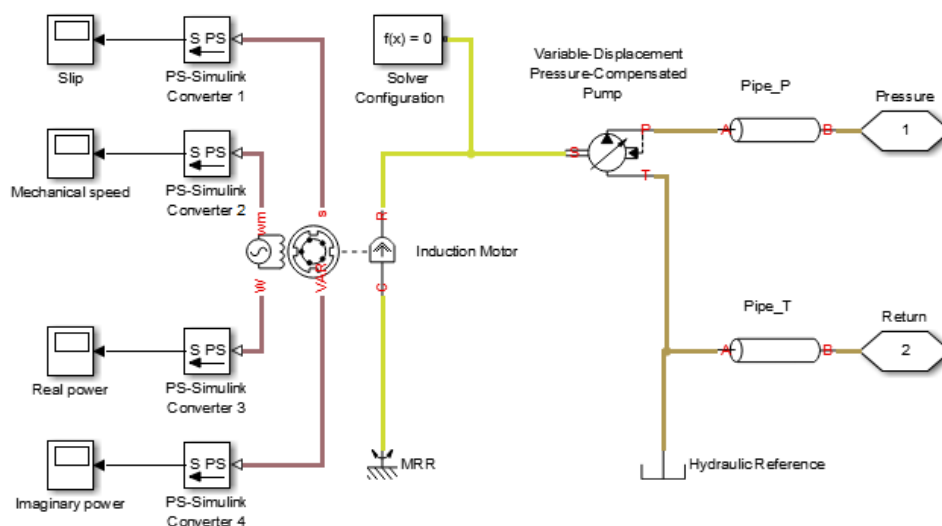 S PS
Slip
PS-Simulink
Converter 1
f(x) = 0
Solver
Configuration
Variable-Displacement
Pressure-Compensated
Pump
Pipe_P
Pressure
A
B
1
P
S
T
S PS
Mechanical speed
PS-Simulink
Converter 2
wm
s
R
W
VAR
C
Induction Motor
S PS
Real power
PS-Simulink
Converter 3
Pipe_T
Return
A
B
2
S PS
Imaginary power
PS-Simulink
Converter 4
MRR
Hydraulic Reference